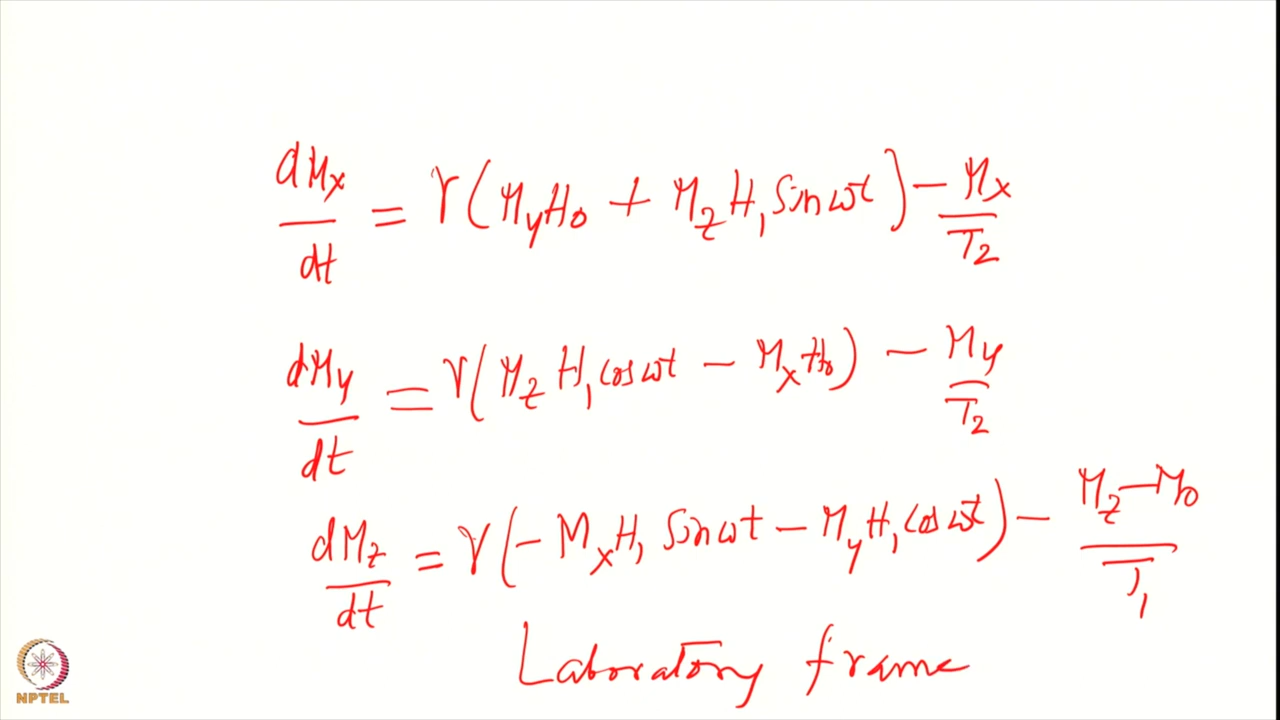 dMx/dt = γ(MyH₀ + MzH₁ Sin ωt) − Mx/T₂
dMy/dt = γ(MzH₁ cos ωt − MxH₀) − My/T₂
dMz/dt = γ(−MxH₁ Sin ωt − MyH₁ cos ωt) − Mz−M₀/T₁
Laboratory frame
NPTEL